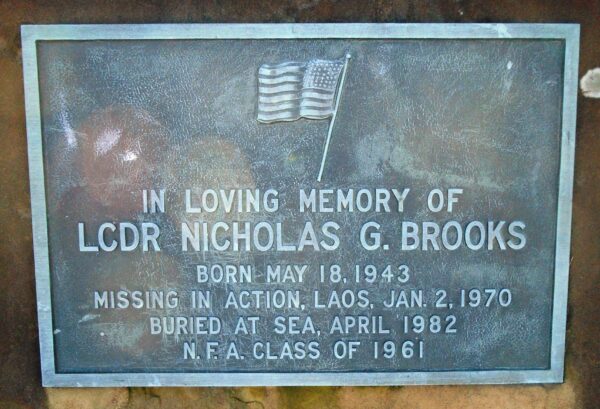 IN LOVING MEMORY OF
LCDR NICHOLAS G. BROOKS
BORN MAY 18, 1943
MISSING IN ACTION, LAOS, JAN. 2, 1970
BURIED AT SEA, APRIL 1982
N. F. A. CLASS OF 1961